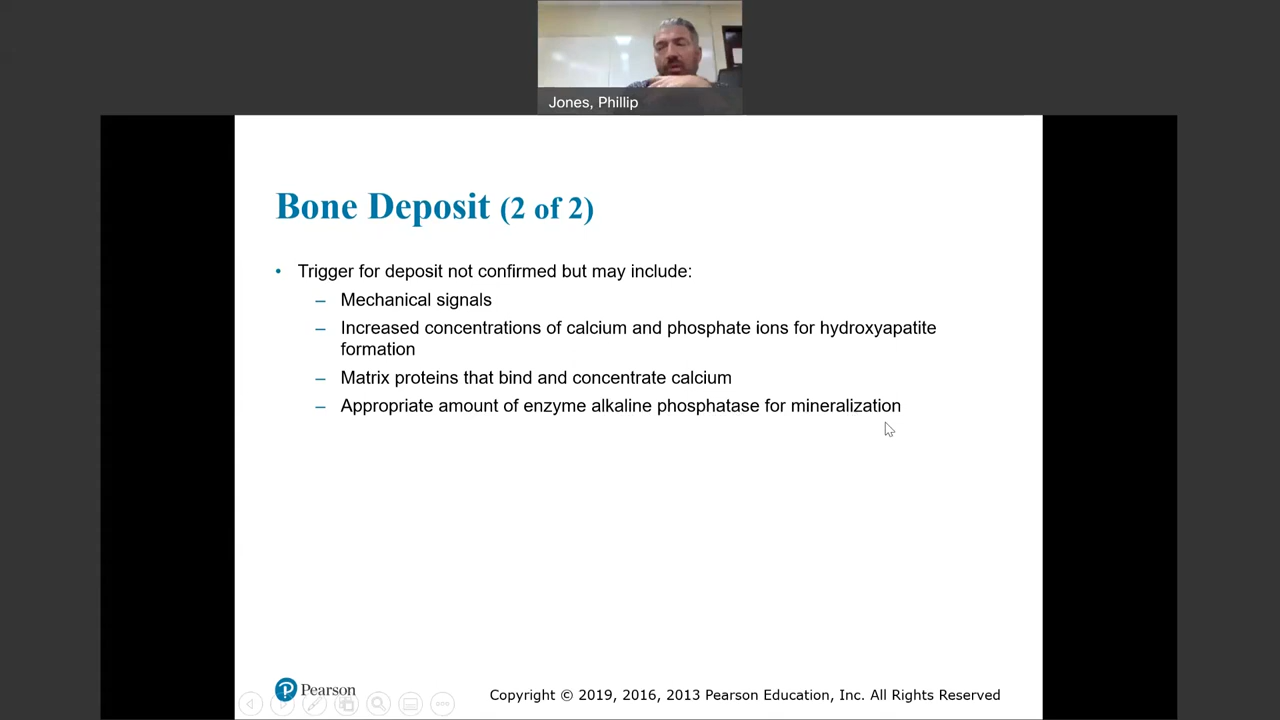 Jones, Phillip
Bone Deposit (2 of 2)
• Trigger for deposit not confirmed but may include:
– Mechanical signals
– Increased concentrations of calcium and phosphate ions for hydroxyapatite
formation
– Matrix proteins that bind and concentrate calcium
– Appropriate amount of enzyme alkaline phosphatase for mineralization
P Pearson
Copyright © 2019, 2016, 2013 Pearson Education, Inc. All Rights Reserved